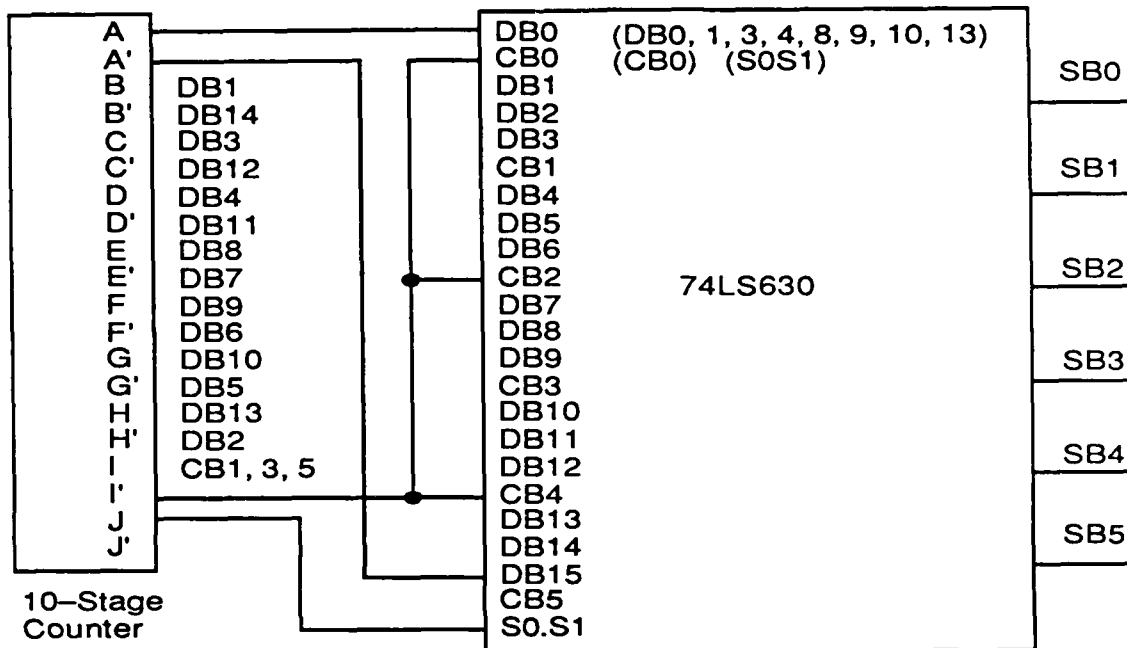 A
A'
B DB1
B' DB14
C DB3
C' DB12
D DB4
D' DB11
E DB8
E' DB7
F DB9
F' DB6
G DB10
G' DB5
H DB13
H' DB2
I CB1, 3, 5
I'
J
J'
10–Stage
Counter
DB0 (DB0, 1, 3, 4, 8, 9, 10, 13)
CB0 (CB0) (S0S1)
DB1
DB2
DB3
CB1
DB4
DB5
DB6
CB2
DB7
DB8
DB9
CB3
DB10
DB11
DB12
CB4
DB13
DB14
DB15
CB5
S0.S1
74LS630
SB0
SB1
SB2
SB3
SB4
SB5